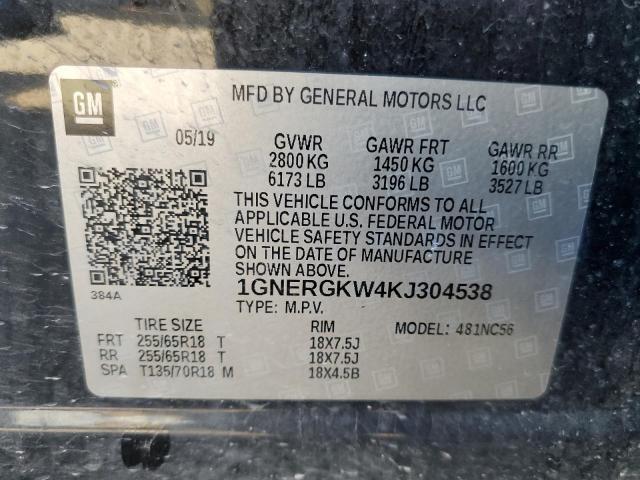 GM
MFD BY GENERAL MOTORS LLC
05/19 GVWR GAWR FRT GAWR RR
2800 KG 1450 KG 1600 KG
6173 LB 3196 LB 3527 LB
THIS VEHICLE CONFORMS TO ALL
APPLICABLE U.S. FEDERAL MOTOR
VEHICLE SAFETY STANDARDS IN EFFECT
ON THE DATE OF MANUFACTURE
SHOWN ABOVE.
384A
1GNERGKW4KJ304538
TYPE: M.P.V.
TIRE SIZE RIM MODEL: 481NC56
FRT 255/65R18 T 18X7.5J
RR 255/65R18 T 18X7.5J
SPA T135/70R18 M 18X4.5B